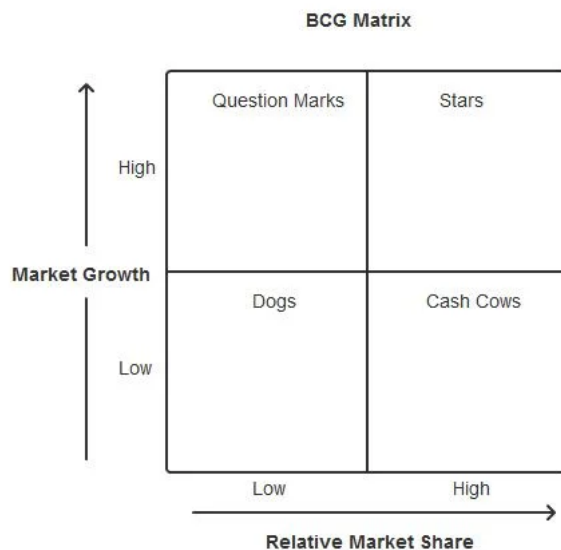 BCG Matrix
Question Marks
Stars
High
Market Growth
Dogs
Cash Cows
Low
Low
High
Relative Market Share